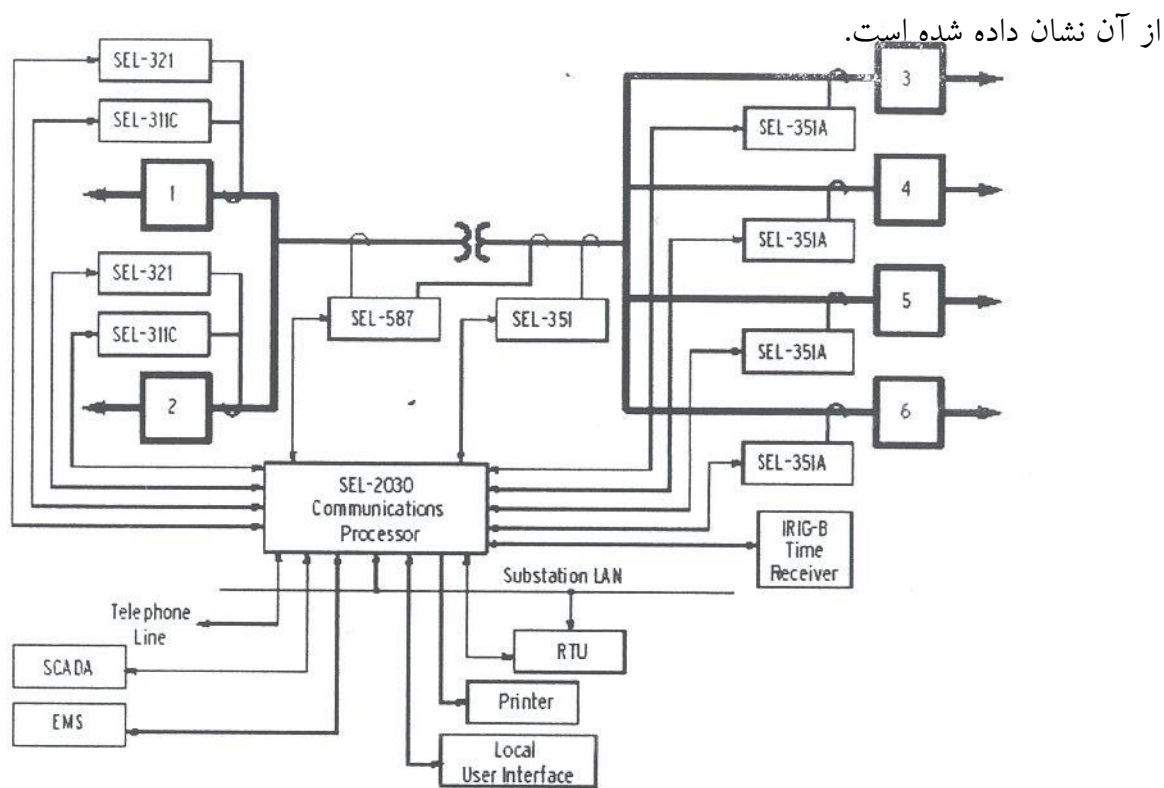 از آن نشان داده شده است.
SEL-321
SEL-311C
1
SEL-321
SEL-311C
2
SEL-587
SEL-351
3
SEL-351A
4
SEL-351A
5
SEL-351A
6
SEL-351A
SEL-2030
Communications
Processor
IRIG-B
Time
Receiver
Substation LAN
Telephone
Line
RTU
SCADA
Printer
EMS
Local
User Interface